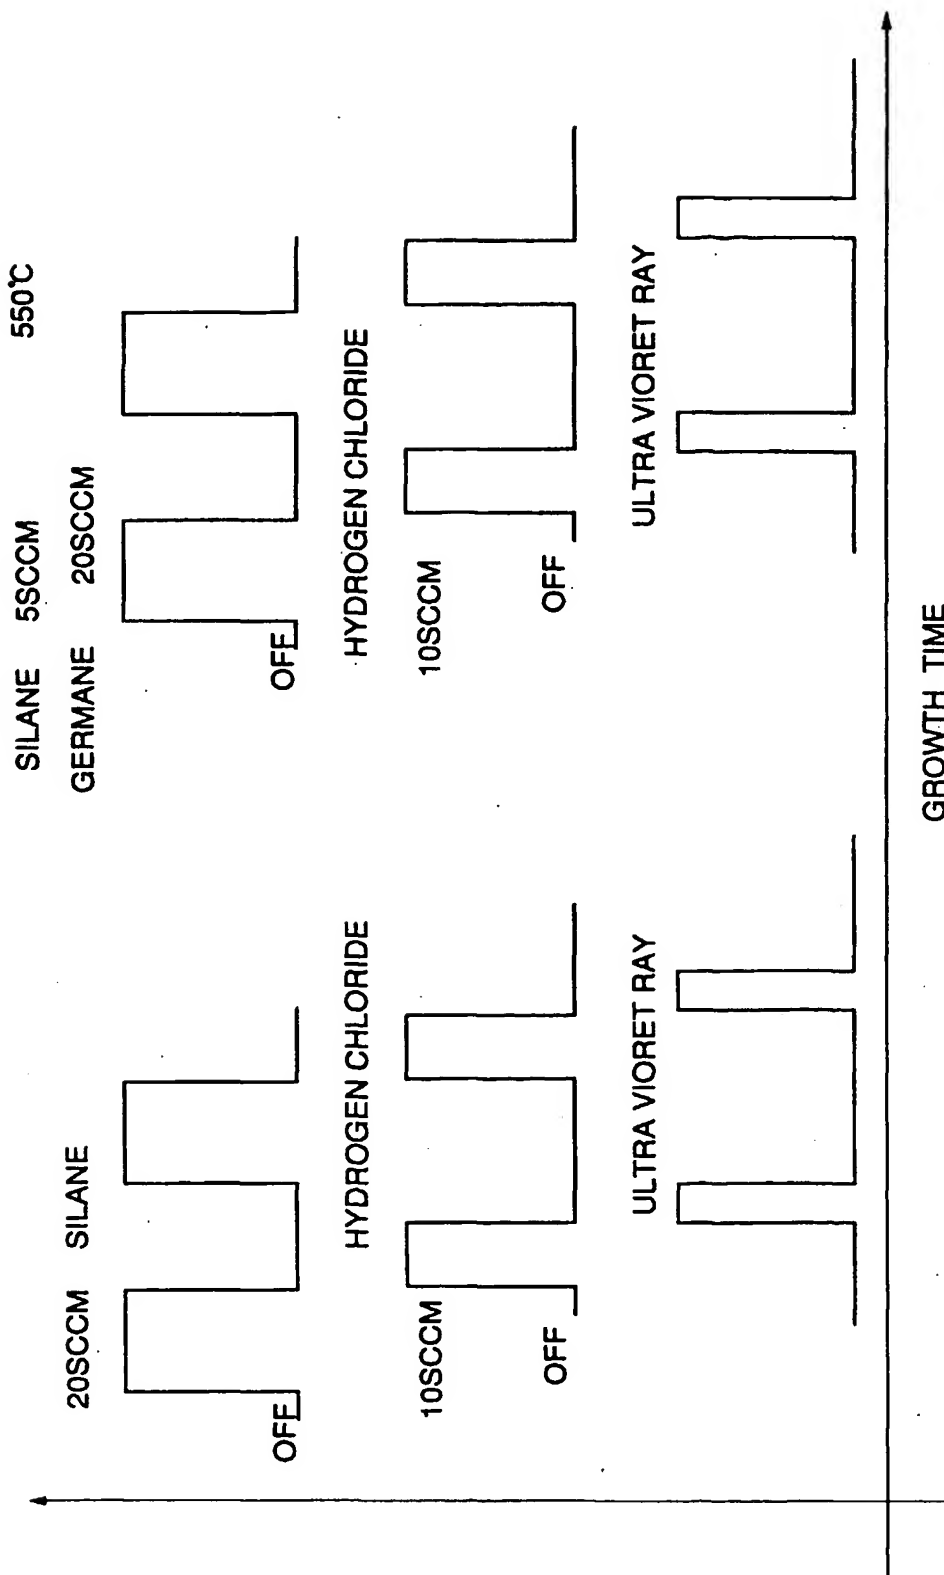 SILANE 5SCCM 550℃
20SCCM SILANE
GERMANE 20SCCM
OFF
OFF
HYDROGEN CHLORIDE
HYDROGEN CHLORIDE
10SCCM
10SCCM
OFF
OFF
ULTRA VIORET RAY
ULTRA VIORET RAY
GROWTH TIME